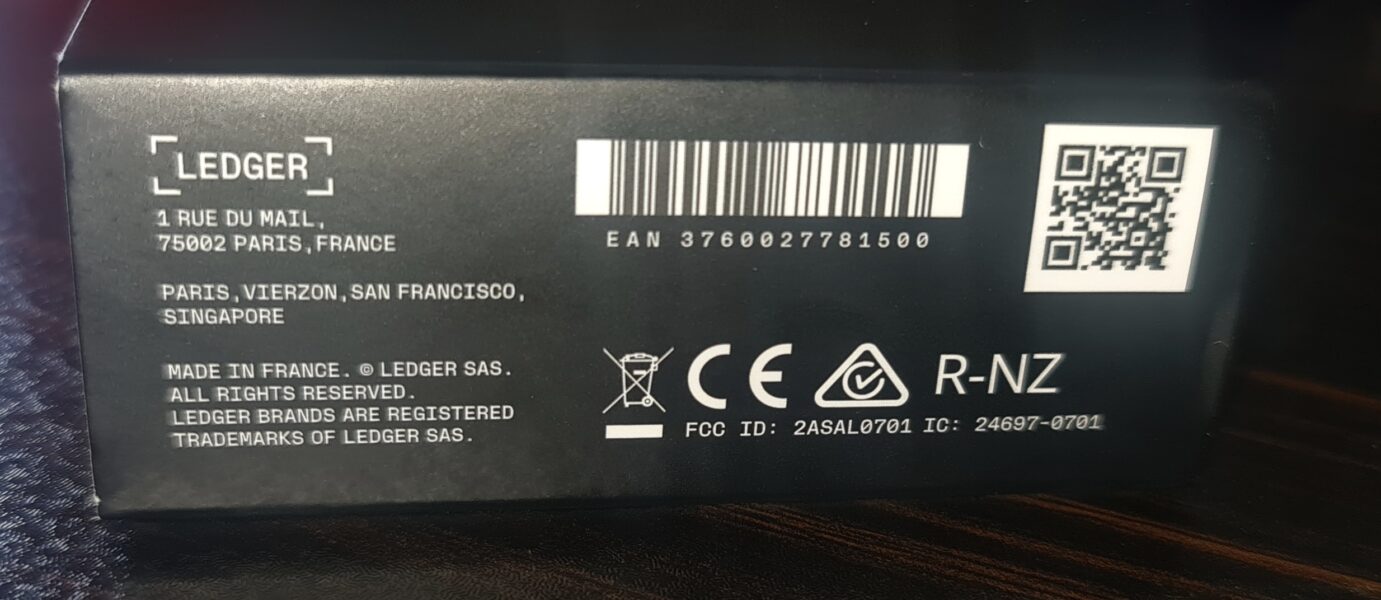 LEDGER
1 RUE DU MAIL,
75002 PARIS, FRANCE
PARIS, VIERZON, SAN FRANCISCO,
SINGAPORE
MADE IN FRANCE. © LEDGER SAS.
ALL RIGHTS RESERVED.
LEDGER BRANDS ARE REGISTERED
TRADEMARKS OF LEDGER SAS.
EAN 3760027781500
CE
R-NZ
FCC ID: 2ASAL0701 IC: 24697-0701